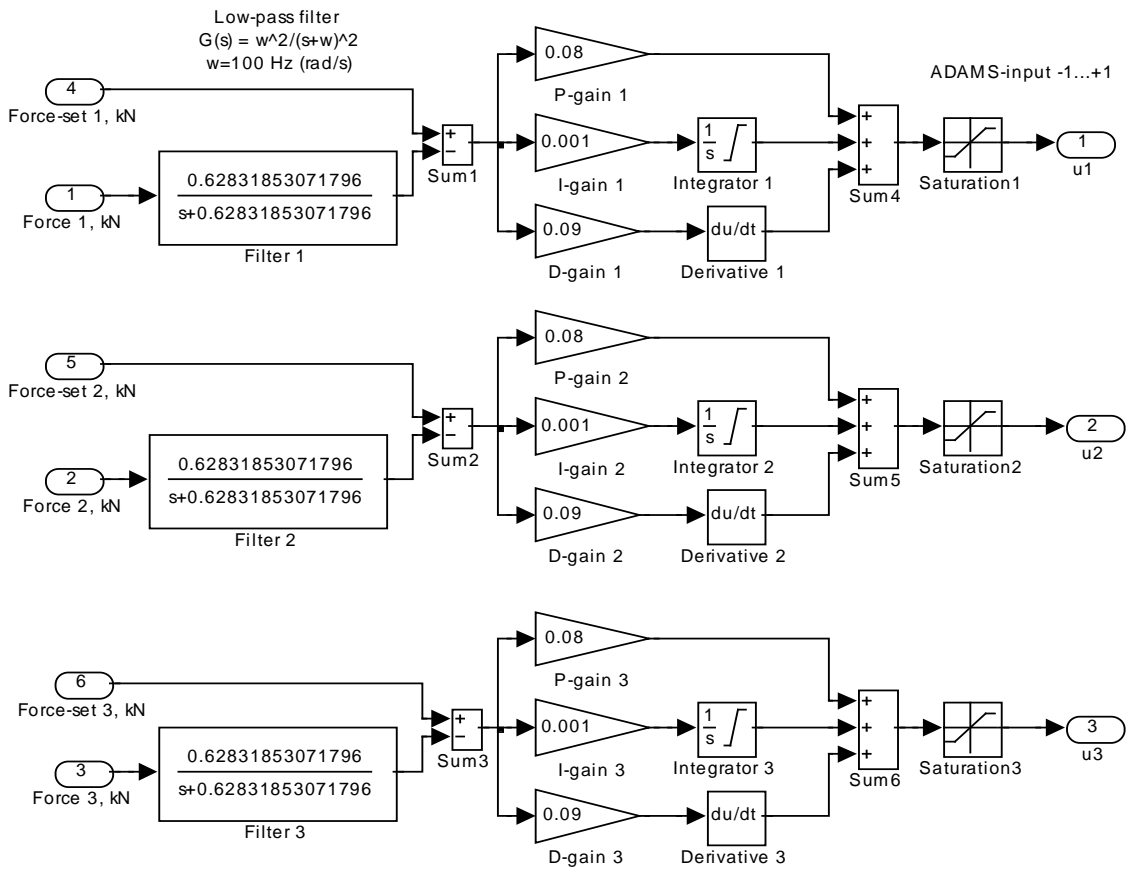 Low-pass filter
G(s) = w^2/(s+w)^2
w=100 Hz (rad/s)
ADAMS-input -1...+1
4
Force-set 1, kN
1
Force 1, kN
0.62831853071796
s+0.62831853071796
Filter 1
+
−
Sum1
0.08
P-gain 1
0.001
I-gain 1
0.09
D-gain 1
1
s
Integrator 1
du/dt
Derivative 1
+
+
+
Sum4
Saturation1
1
u1
5
Force-set 2, kN
2
Force 2, kN
0.62831853071796
s+0.62831853071796
Filter 2
+
−
Sum2
0.08
P-gain 2
0.001
I-gain 2
0.09
D-gain 2
1
s
Integrator 2
du/dt
Derivative 2
+
+
+
Sum5
Saturation2
2
u2
6
Force-set 3, kN
3
Force 3, kN
0.62831853071796
s+0.62831853071796
Filter 3
+
−
Sum3
0.08
P-gain 3
0.001
I-gain 3
0.09
D-gain 3
1
s
Integrator 3
du/dt
Derivative 3
+
+
+
Sum6
Saturation3
3
u3